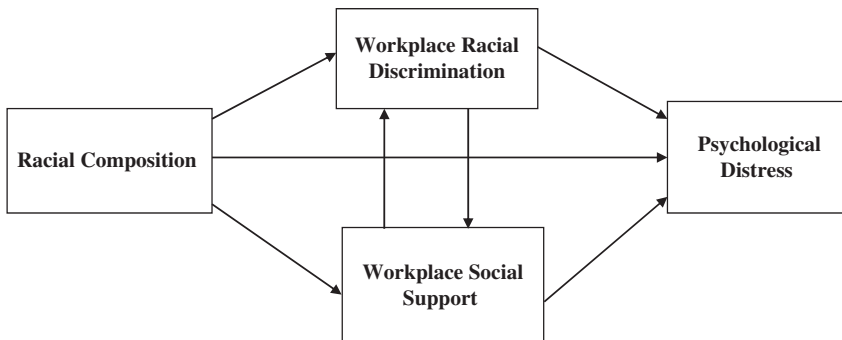 Workplace Racial
Discrimination
Racial Composition
Psychological
Distress
Workplace Social
Support